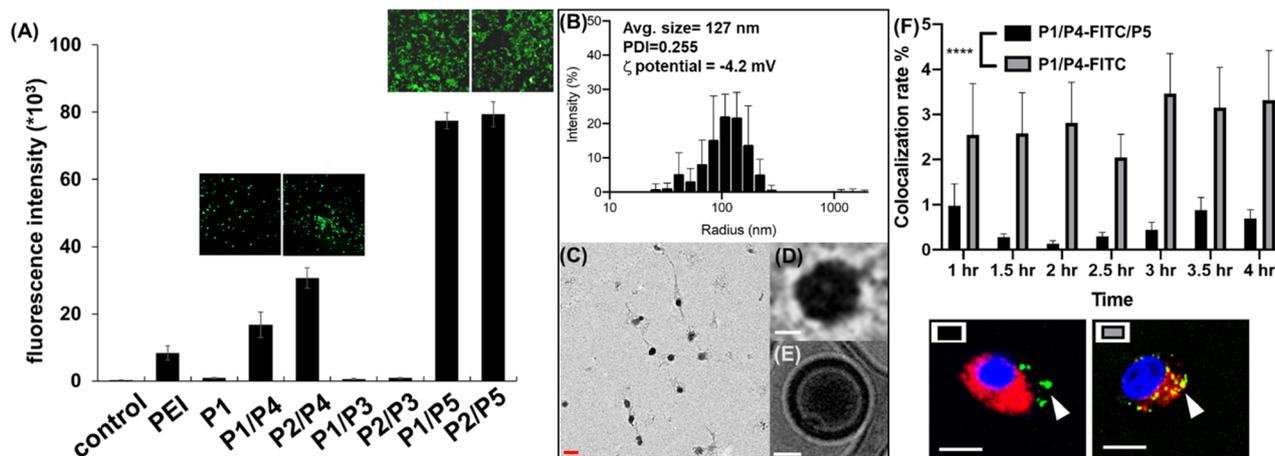 (A)
fluorescence intensity (*10³)
100
80
60
40
20
0
control
PEI
P1
P1/P4
P2/P4
P1/P3
P2/P3
P1/P5
P2/P5
(B)
Avg. size= 127 nm
PDI=0.255
ζ potential = -4.2 mV
Intensity (%)
50
40
30
20
10
0
10 100 1000
Radius (nm)
(C)
(D)
(E)
(F)
Colocalization rate %
5
4
3
2
1
0
****
P1/P4-FITC/P5
P1/P4-FITC
1 hr 1.5 hr 2 hr 2.5 hr 3 hr 3.5 hr 4 hr
Time